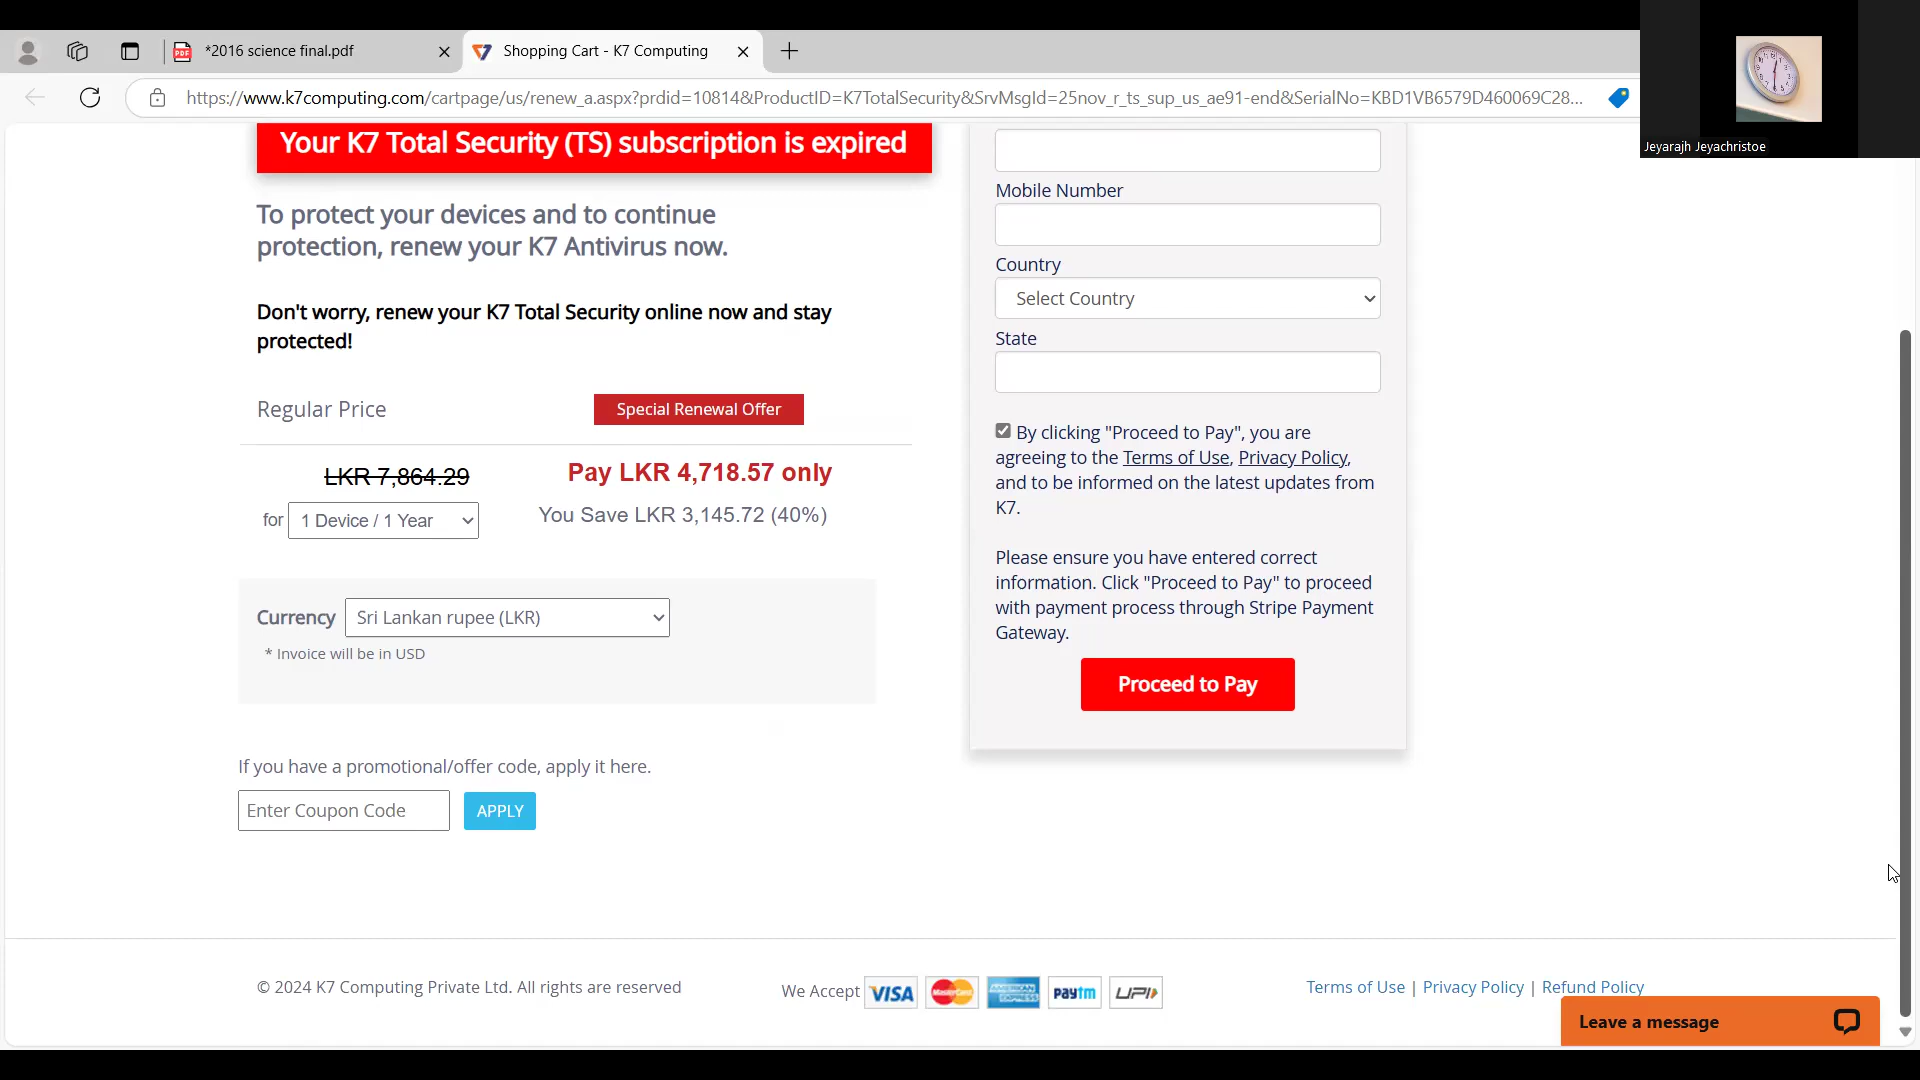 *2016 science final.pdf
Shopping Cart - K7 Computing
https://www.k7computing.com/cartpage/us/renew_a.aspx?prdid=10814&ProductID=K7TotalSecurity&SrvMsgId=25nov_r_ts_sup_us_ae91-end&SerialNo=KBD1VB6579D460069C28...
Jeyarajh Jeyachristoe
Your K7 Total Security (TS) subscription is expired
To protect your devices and to continue
protection, renew your K7 Antivirus now.
Don't worry, renew your K7 Total Security online now and stay
protected!
Regular Price
Special Renewal Offer
LKR 7,864.29
Pay LKR 4,718.57 only
for 1 Device / 1 Year
You Save LKR 3,145.72 (40%)
Currency Sri Lankan rupee (LKR)
* Invoice will be in USD
If you have a promotional/offer code, apply it here.
Enter Coupon Code
APPLY
Mobile Number
Country
Select Country
State
By clicking "Proceed to Pay", you are
agreeing to the Terms of Use, Privacy Policy,
and to be informed on the latest updates from
K7.
Please ensure you have entered correct
information. Click "Proceed to Pay" to proceed
with payment process through Stripe Payment
Gateway.
Proceed to Pay
© 2024 K7 Computing Private Ltd. All rights are reserved
We Accept VISA MasterCard AMERICAN EXPRESS paytm UPI
Terms of Use | Privacy Policy | Refund Policy
Leave a message